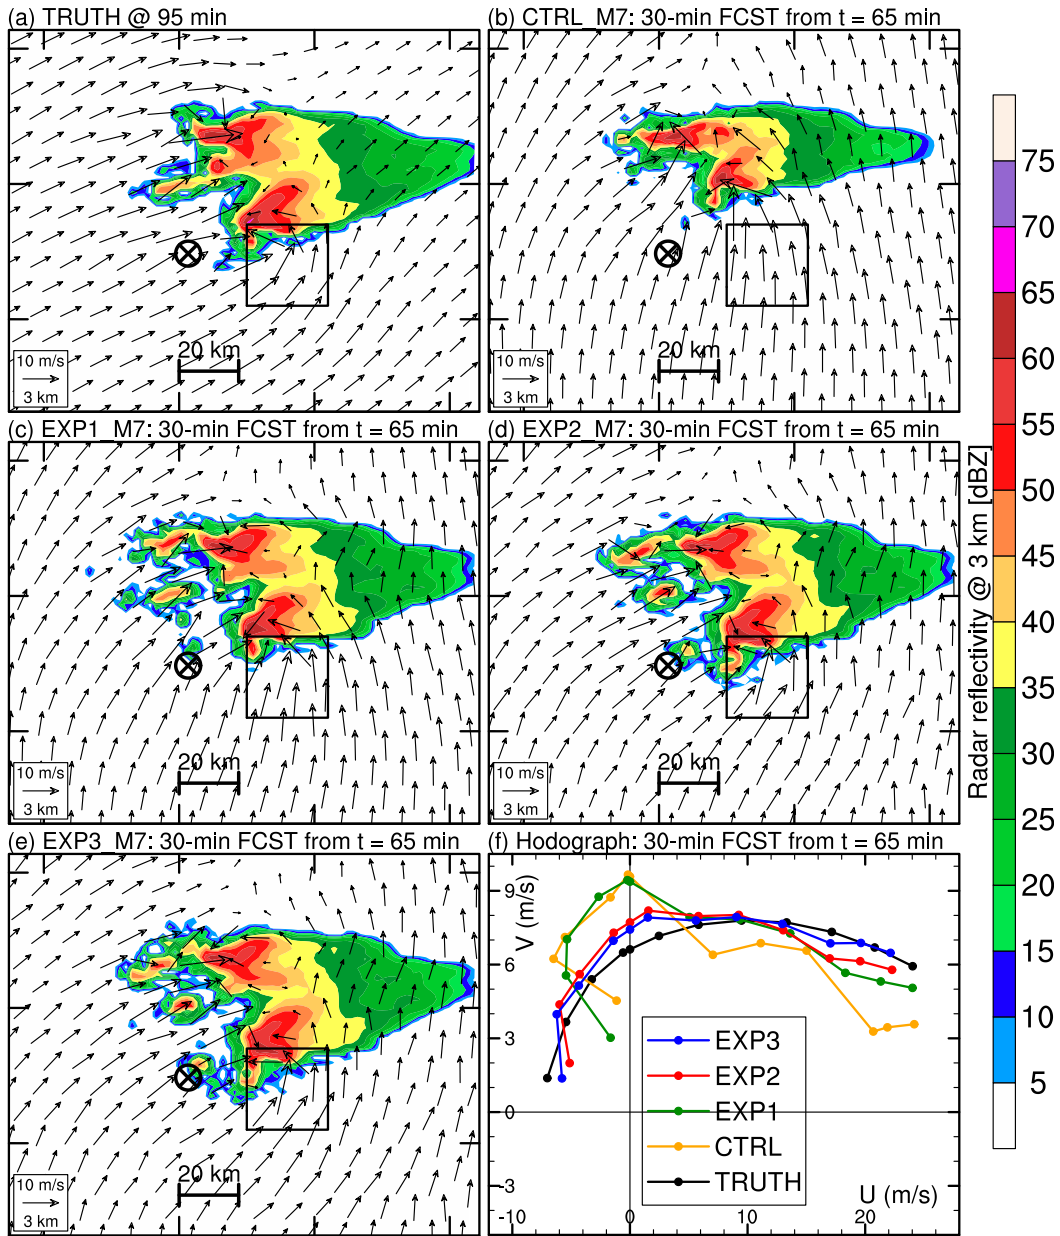 (a) TRUTH @ 95 min
(b) CTRL_M7: 30-min FCST from t = 65 min
20 km
10 m/s
3 km
20 km
10 m/s
3 km
(c) EXP1_M7: 30-min FCST from t = 65 min
(d) EXP2_M7: 30-min FCST from t = 65 min
20 km
10 m/s
3 km
20 km
10 m/s
3 km
(e) EXP3_M7: 30-min FCST from t = 65 min
(f) Hodograph: 30-min FCST from t = 65 min
20 km
10 m/s
3 km
V (m/s)
9
6
3
0
-3
-10
0
10
20
U (m/s)
EXP3
EXP2
EXP1
CTRL
TRUTH
Radar reflectivity @ 3 km [dBZ]
75
70
65
60
55
50
45
40
35
30
25
20
15
10
5